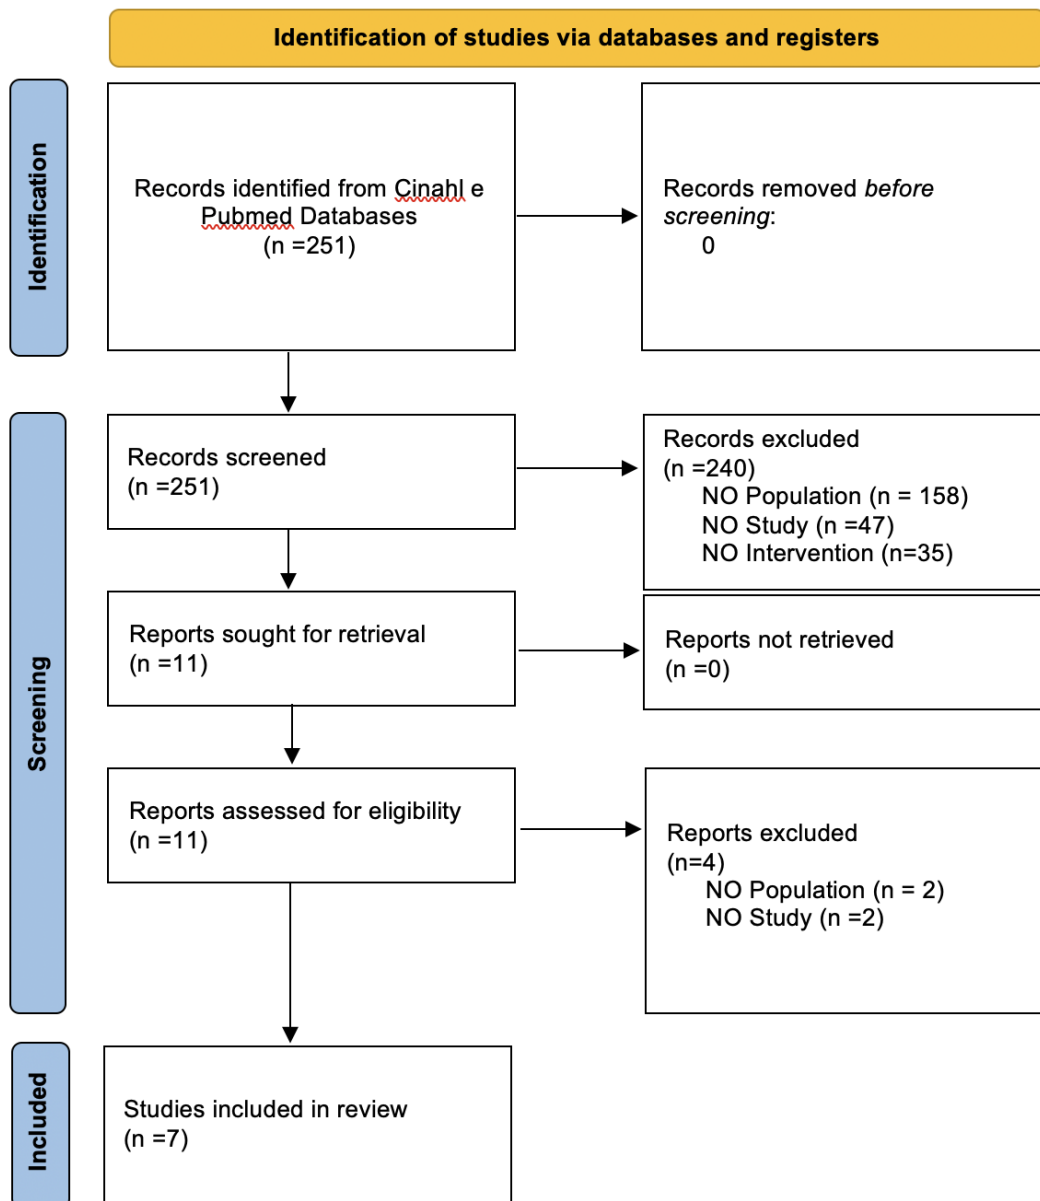 Identification of studies via databases and registers
Identification
Records identified from Cinahl e
Pubmed Databases
(n =251)
Records removed before
screening:
0
Screening
Records screened
(n =251)
Records excluded
(n =240)
NO Population (n = 158)
NO Study (n =47)
NO Intervention (n=35)
Reports sought for retrieval
(n =11)
Reports not retrieved
(n =0)
Reports assessed for eligibility
(n =11)
Reports excluded
(n=4)
NO Population (n = 2)
NO Study (n =2)
Included
Studies included in review
(n =7)